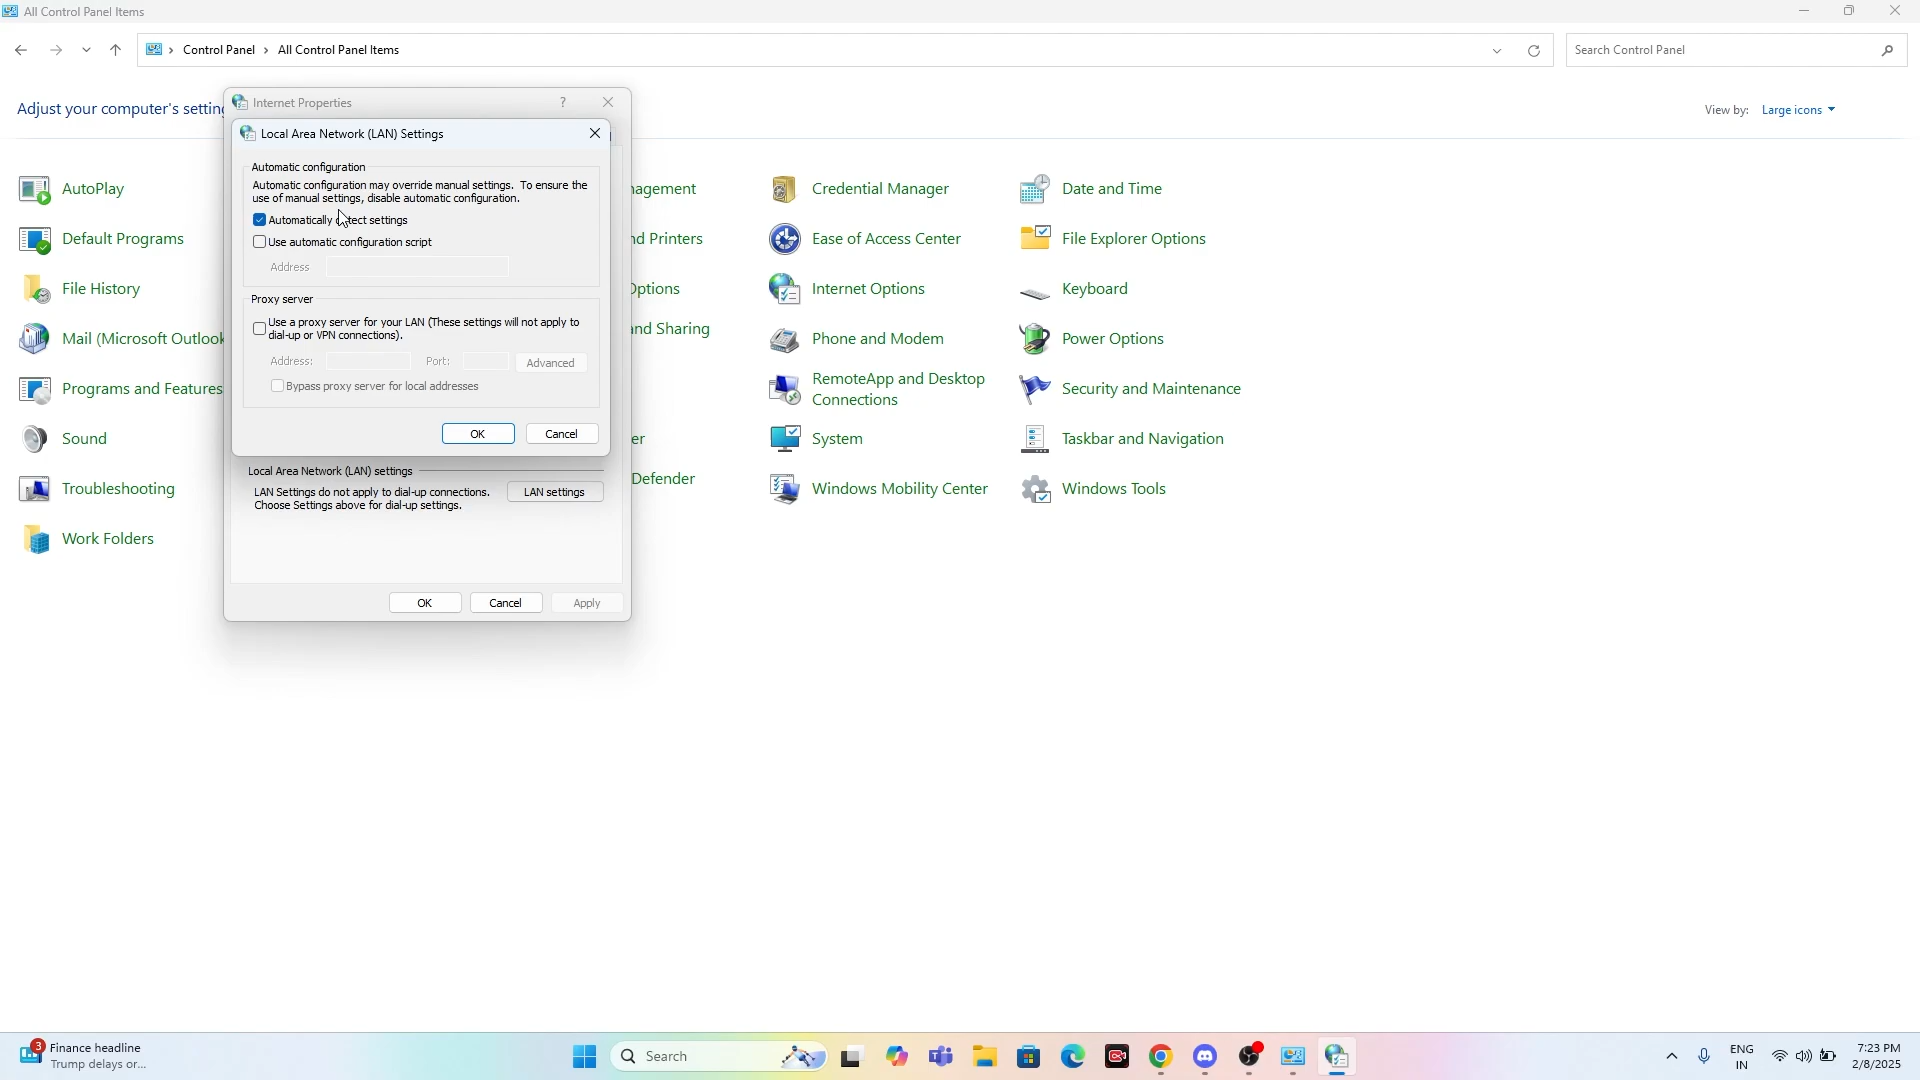 All Control Panel Items
Control Panel > All Control Panel Items
Search Control Panel
Adjust your computer's setting
View by: Large icons
Internet Properties
?
Local Area Network (LAN) Settings
Automatic configuration
Automatic configuration may override manual settings. To ensure the
use of manual settings, disable automatic configuration.
Automatically detect settings
Use automatic configuration script
Address
Proxy server
Use a proxy server for your LAN (These settings will not apply to
dial-up or VPN connections).
Address:
Port:
Advanced
Bypass proxy server for local addresses
OK
Cancel
Local Area Network (LAN) settings
LAN Settings do not apply to dial-up connections.
Choose Settings above for dial-up settings.
LAN settings
OK
Cancel
Apply
AutoPlay
Default Programs
File History
Mail (Microsoft Outlook
Programs and Features
Sound
Troubleshooting
Work Folders
nagement
nd Printers
Options
and Sharing
er
Defender
Credential Manager
Ease of Access Center
Internet Options
Phone and Modem
RemoteApp and Desktop
Connections
System
Windows Mobility Center
Date and Time
File Explorer Options
Keyboard
Power Options
Security and Maintenance
Taskbar and Navigation
Windows Tools
3
Finance headline
Trump delays or...
Search
ENG
IN
7:23 PM
2/8/2025